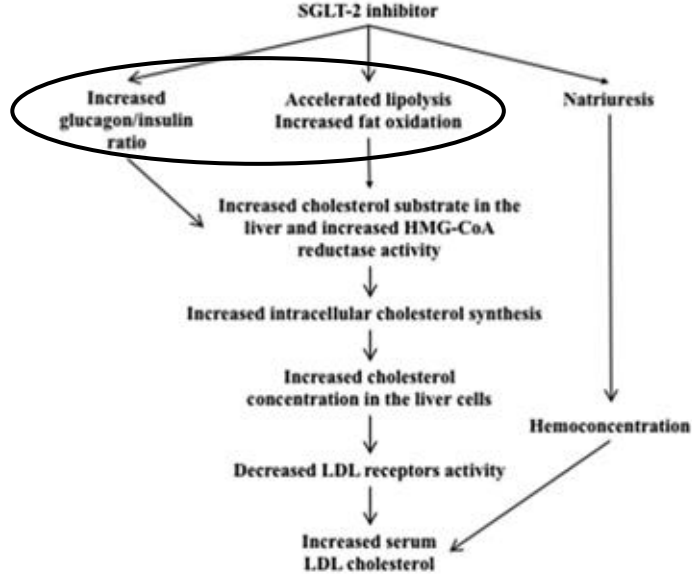 SGLT-2 inhibitor
Increased
glucagon/insulin
ratio
Accelerated lipolysis
Increased fat oxidation
Natriuresis
Increased cholesterol substrate in the
liver and increased HMG-CoA
reductase activity
Increased intracellular cholesterol synthesis
Increased cholesterol
concentration in the liver cells
Hemoconcentration
Decreased LDL receptors activity
Increased serum
LDL cholesterol